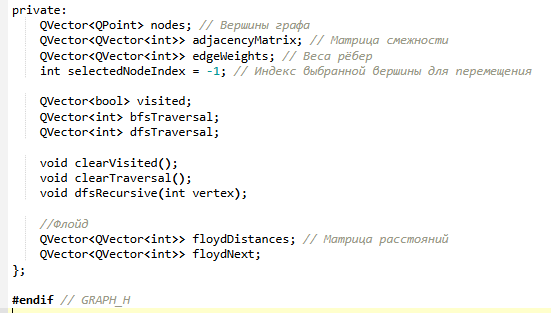 private:
    QVector<QPoint> nodes; // Вершины графа
    QVector<QVector<int>> adjacencyMatrix; // Матрица смежности
    QVector<QVector<int>> edgeWeights; // Веса рёбер
    int selectedNodeIndex = -1; // Индекс выбранной вершины для перемещения

    QVector<bool> visited;
    QVector<int> bfsTraversal;
    QVector<int> dfsTraversal;

    void clearVisited();
    void clearTraversal();
    void dfsRecursive(int vertex);

    //Флойд
    QVector<QVector<int>> floydDistances; // Матрица расстояний
    QVector<QVector<int>> floydNext;
};

#endif // GRAPH_H